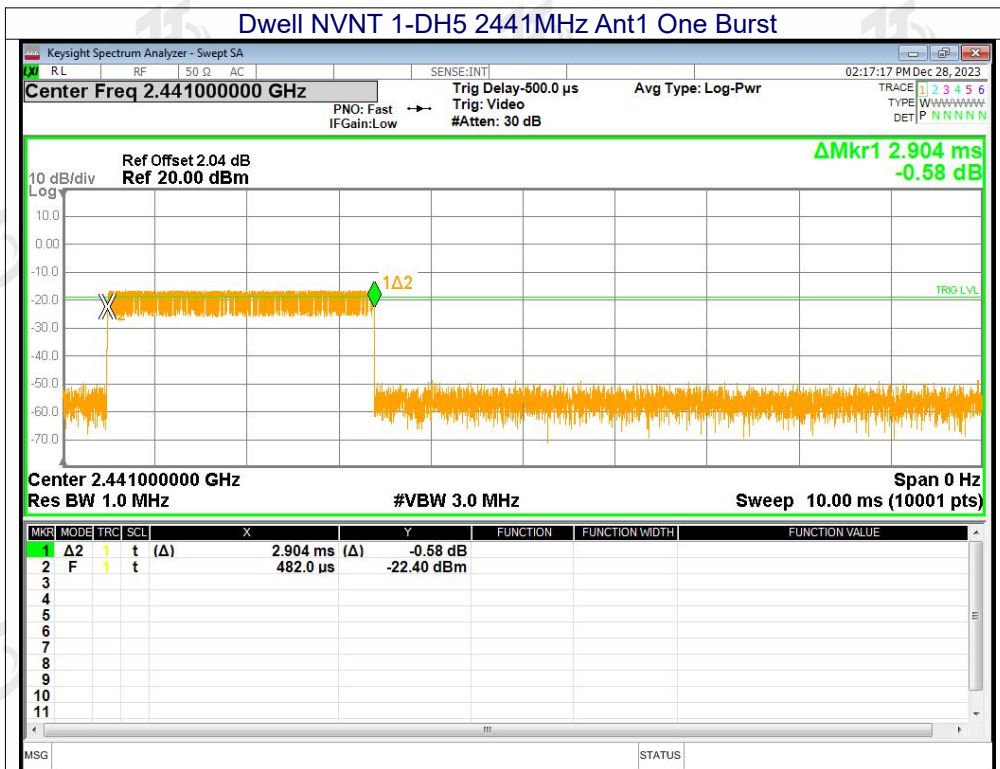 Dwell NVNT 1-DH5 2441MHz Ant1 One Burst
Keysight Spectrum Analyzer - Swept SA
LXI RL RF 50 Ω AC SENSE:INT 02:17:17 PM Dec 28, 2023
Center Freq 2.441000000 GHz Trig Delay-500.0 µs Avg Type: Log-Pwr TRACE 1 2 3 4 5 6
PNO: Fast Trig: Video TYPE WWWWWWW
IFGain:Low #Atten: 30 dB DET P N N N N N
ΔMkr1 2.904 ms
-0.58 dB
Ref Offset 2.04 dB
10 dB/div Ref 20.00 dBm
Log
10.0
0.00
-10.0
1Δ2
TRIG LVL
-20.0
2
-30.0
-40.0
-50.0
-60.0
-70.0
Center 2.441000000 GHz Span 0 Hz
Res BW 1.0 MHz #VBW 3.0 MHz Sweep 10.00 ms (10001 pts)
MKR MODE TRC SCL X Y FUNCTION FUNCTION WIDTH FUNCTION VALUE
1 Δ2 1 t (Δ) 2.904 ms (Δ) -0.58 dB
2 F 1 t 482.0 µs -22.40 dBm
3
4
5
6
7
8
9
10
11
MSG STATUS